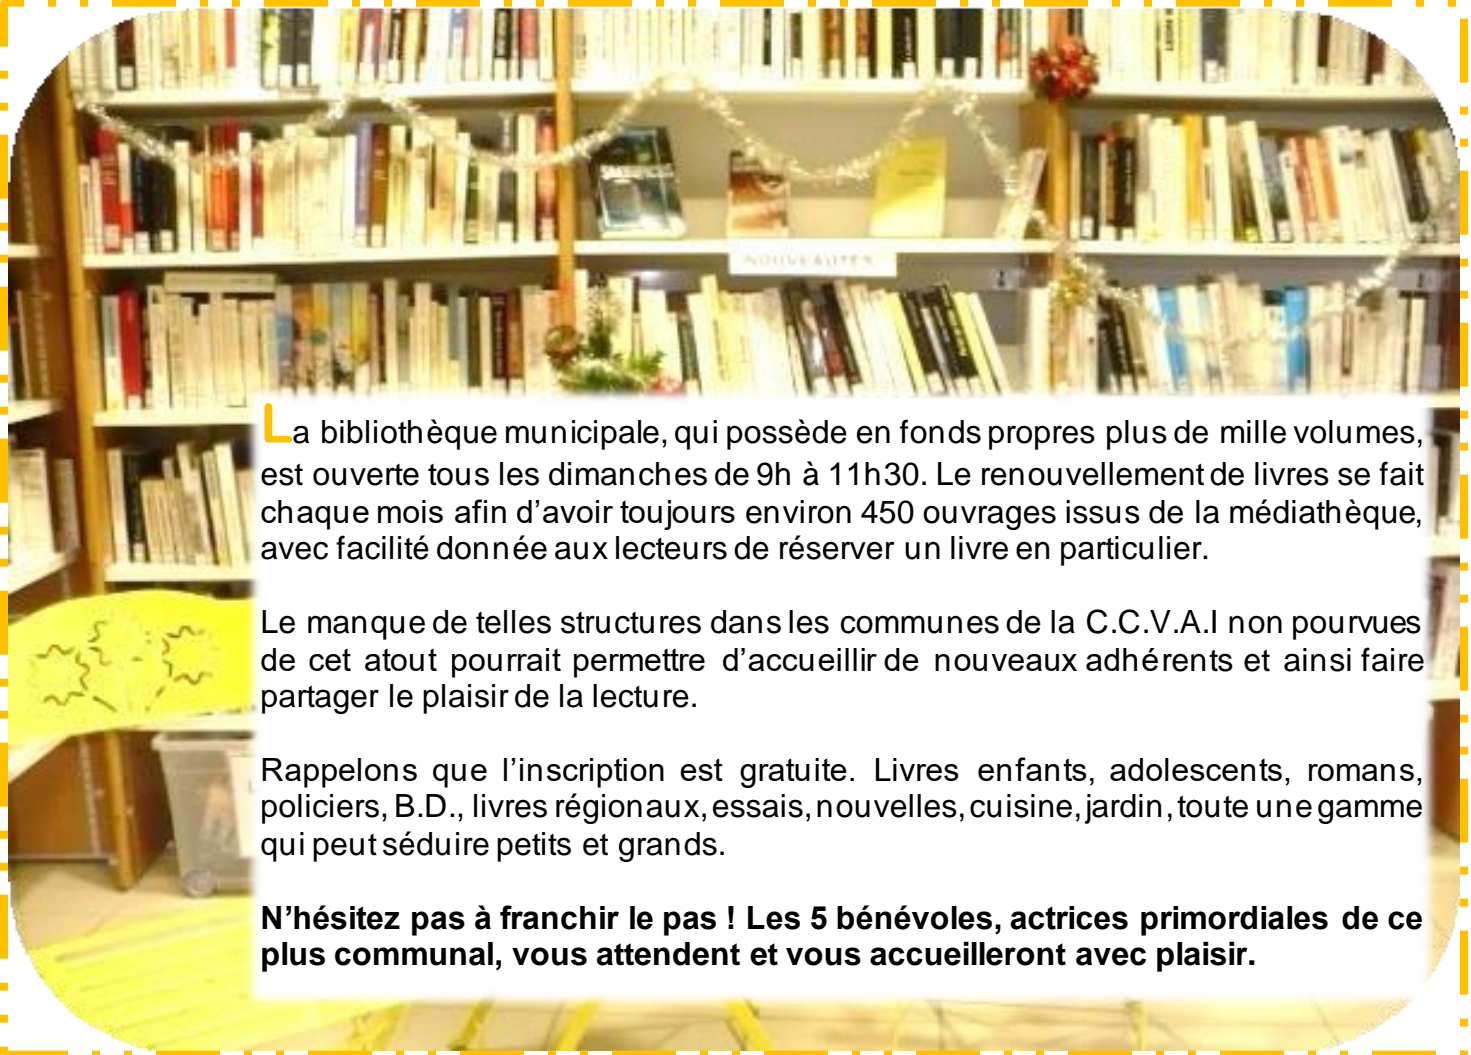 NOUVEAUTES
La bibliothèque municipale, qui possède en fonds propres plus de mille volumes,
est ouverte tous les dimanches de 9h à 11h30. Le renouvellement de livres se fait
chaque mois afin d’avoir toujours environ 450 ouvrages issus de la médiathèque,
avec facilité donnée aux lecteurs de réserver un livre en particulier.
Le manque de telles structures dans les communes de la C.C.V.A.I non pourvues
de cet atout pourrait permettre d’accueillir de nouveaux adhérents et ainsi faire
partager le plaisir de la lecture.
Rappelons que l’inscription est gratuite. Livres enfants, adolescents, romans,
policiers, B.D., livres régionaux, essais, nouvelles, cuisine, jardin, toute une gamme
qui peut séduire petits et grands.
N’hésitez pas à franchir le pas ! Les 5 bénévoles, actrices primordiales de ce
plus communal, vous attendent et vous accueilleront avec plaisir.